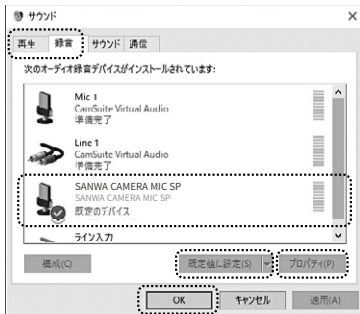 サウンド
再生 録音 サウンド 通信
次のオーディオ録音デバイスがインストールされています:
Mic 1
CamSuite Virtual Audio
準備完了
Line 1
CamSuite Virtual Audio
準備完了
SANWA CAMERA MIC SP
SANWA CAMERA MIC SP
既定のデバイス
ライン入力
構成(C) 既定値に設定(S) プロパティ(P)
OK キャンセル 適用(A)